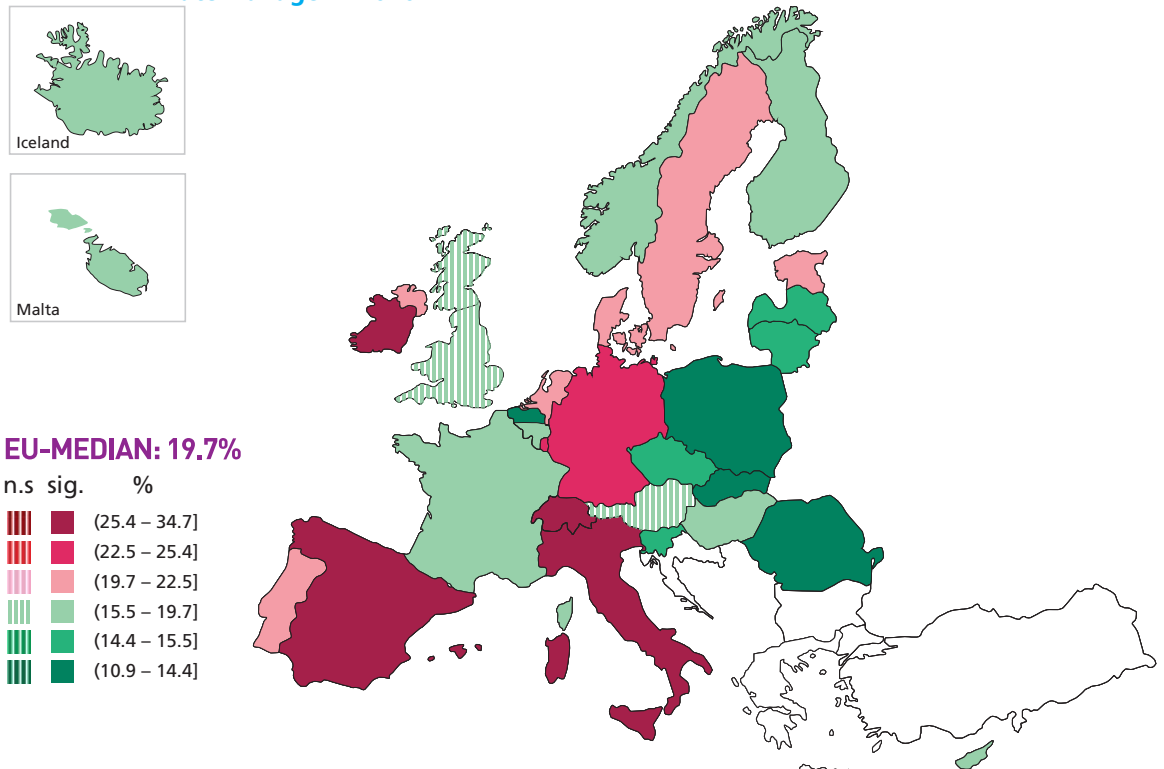 Iceland
Malta
EU-MEDIAN: 19.7%
n.s sig. %
(25.4 – 34.7]
(22.5 – 25.4]
(19.7 – 22.5]
(15.5 – 19.7]
(14.4 – 15.5]
(10.9 – 14.4]